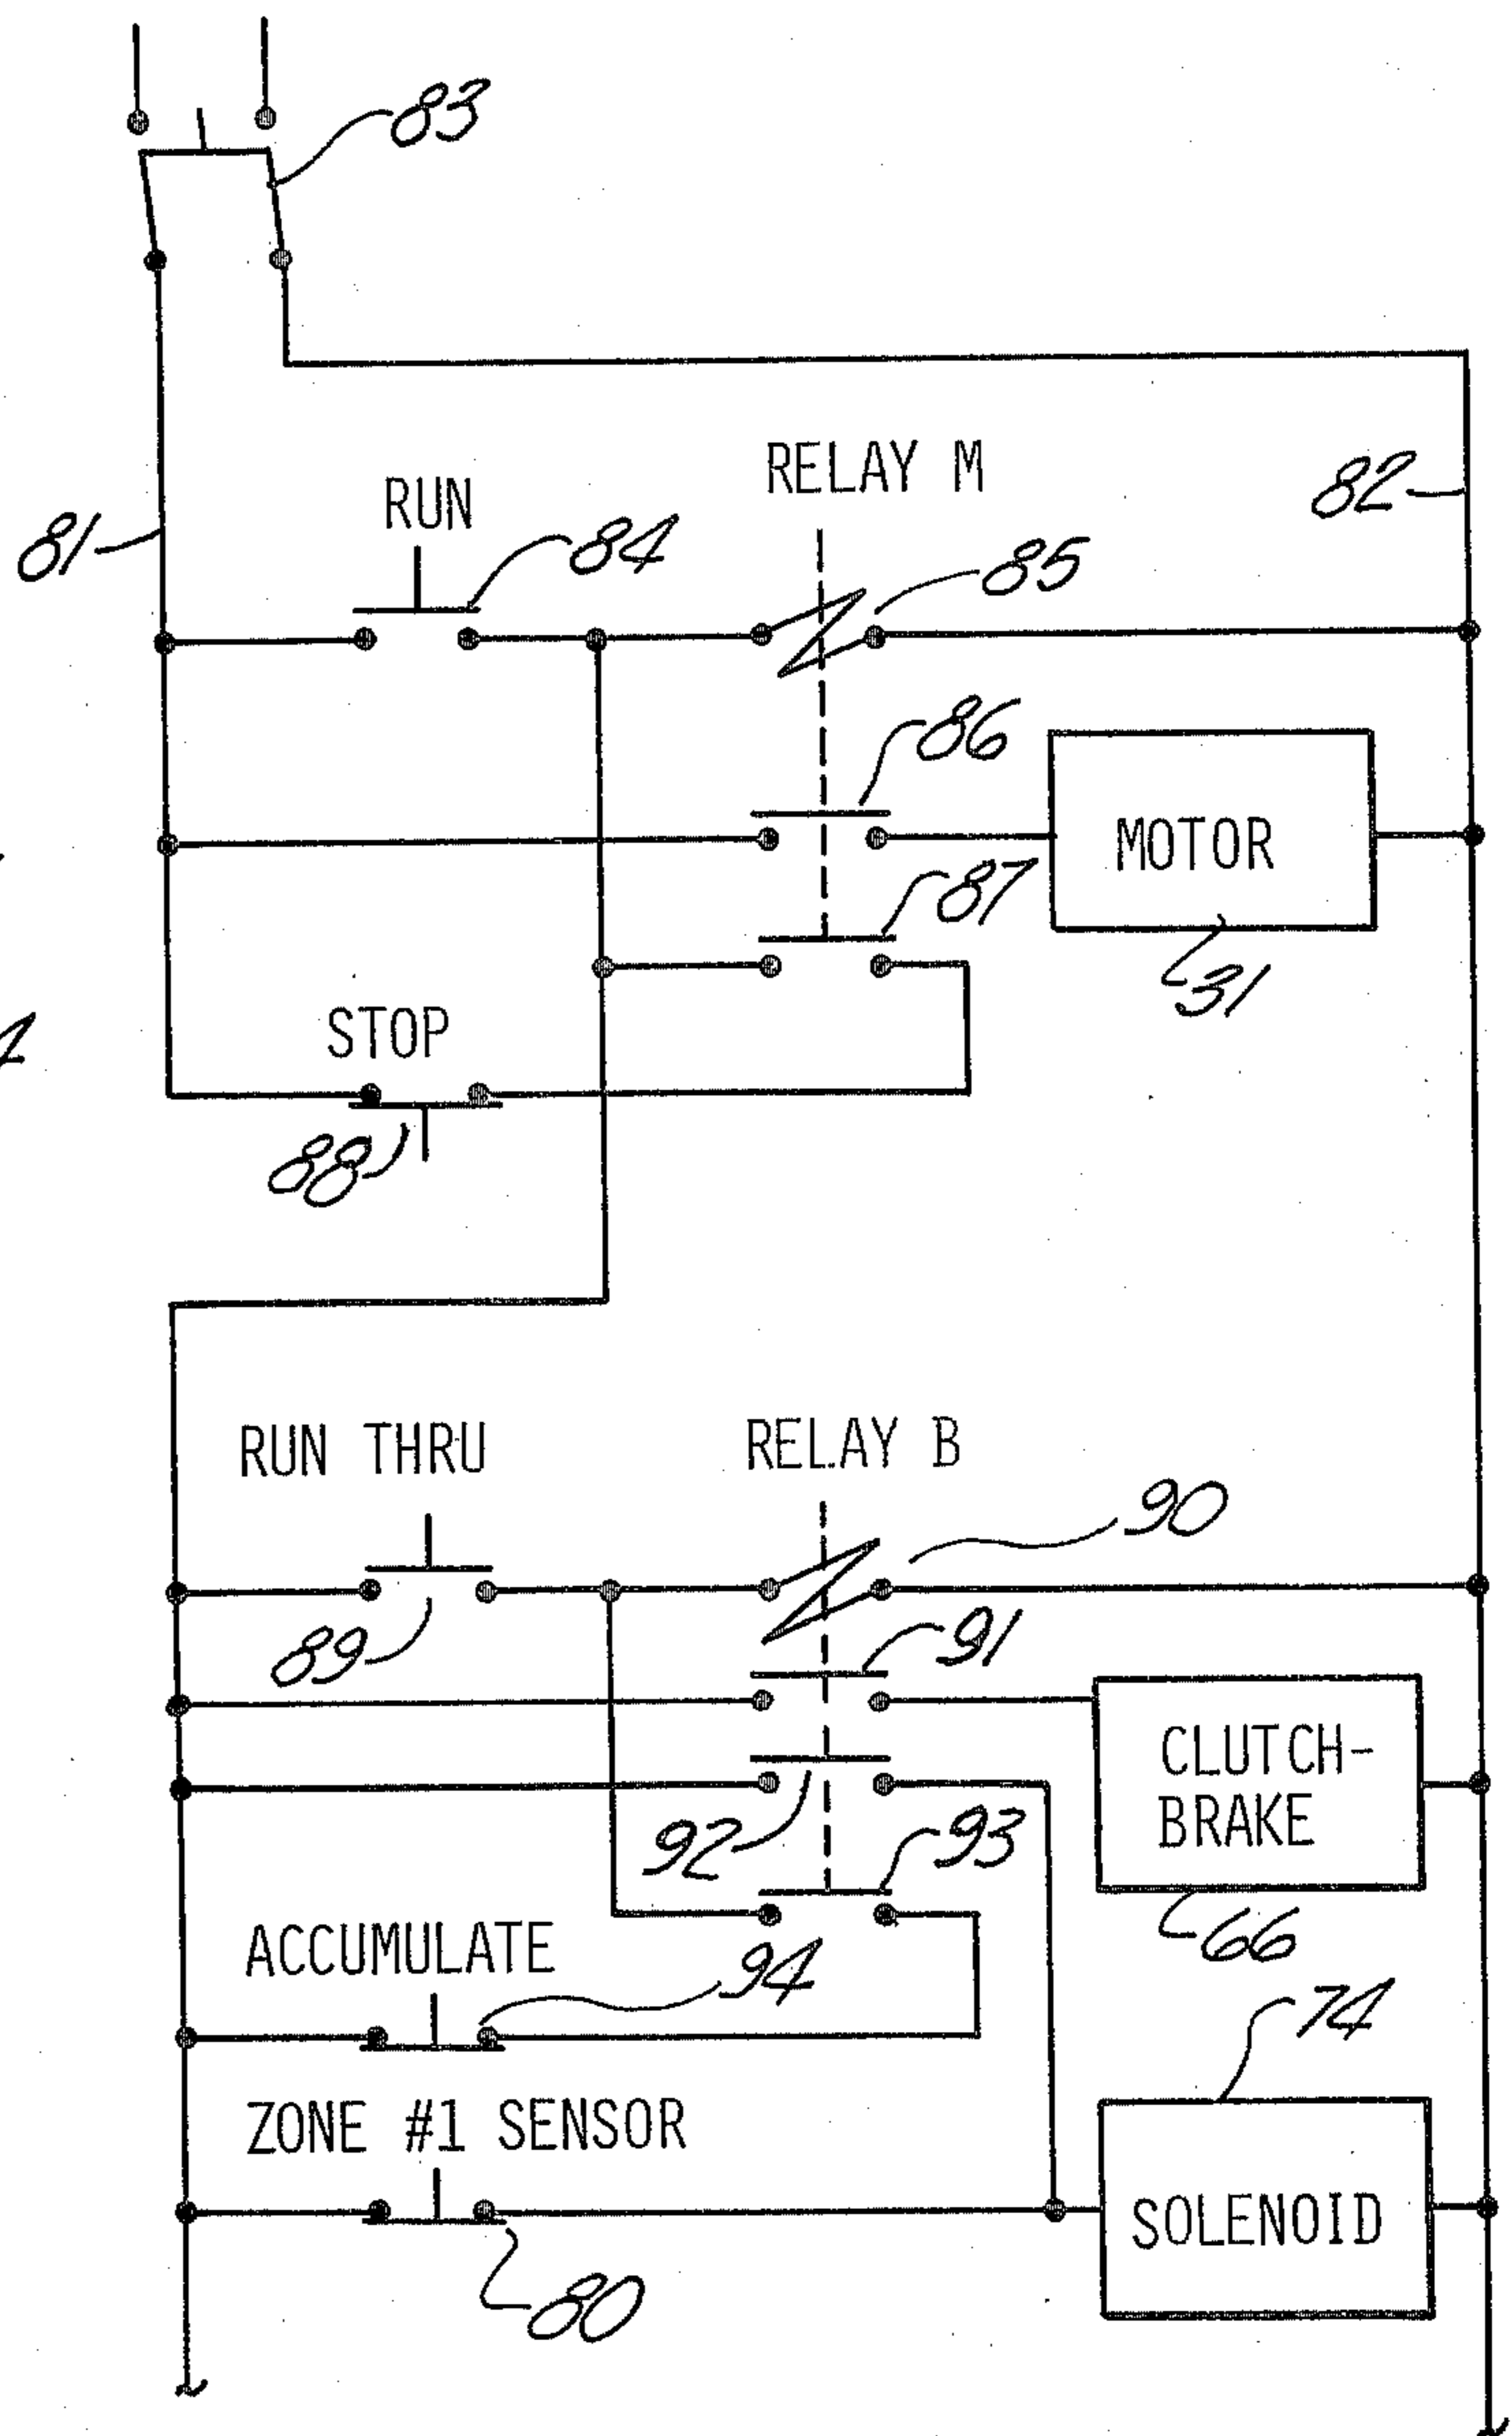 83
RELAY M
82
RUN
81
84
85
86
MOTOR
87
31
STOP
88
RUN THRU
RELAY B
90
89
91
CLUTCH-
BRAKE
92
93
66
ACCUMULATE
94
74
ZONE #1 SENSOR
SOLENOID
80